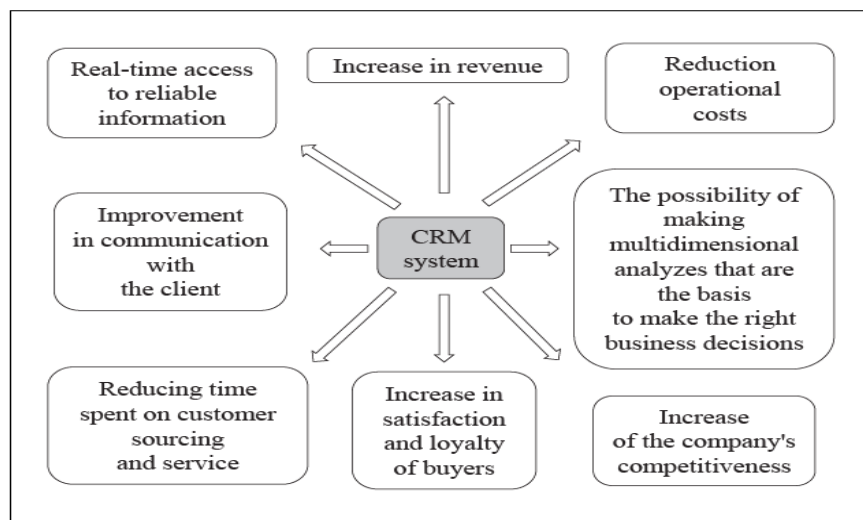 Real-time access
to reliable
information
Increase in revenue
Reduction
operational
costs
Improvement
in communication
with
the client
CRM
system
The possibility of
making
multidimensional
analyzes that are
the basis
to make the right
business decisions
Reducing time
spent on customer
sourcing
and service
Increase in
satisfaction
and loyalty
of buyers
Increase
of the company's
competitiveness